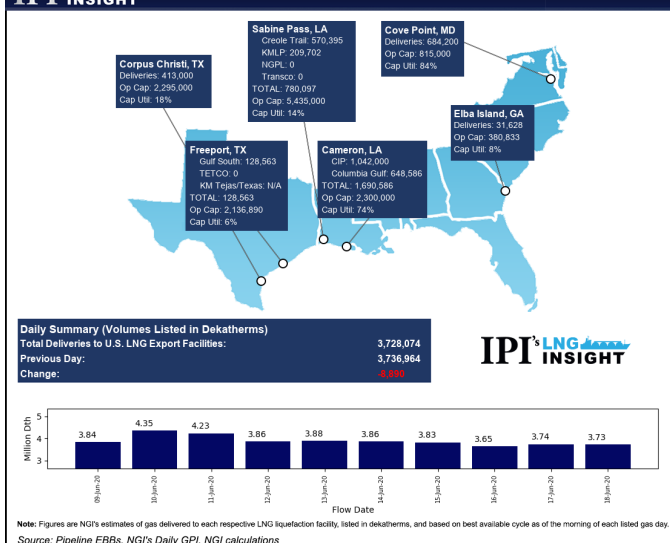 INSIGHT
Sabine Pass, LA
Creole Trail: 570,395
KMLP: 209,702
NGPL: 0
Transco: 0
TOTAL: 780,097
Op Cap: 5,435,000
Cap Util: 14%
Cove Point, MD
Deliveries: 684,200
Op Cap: 815,000
Cap Util: 84%
Corpus Christi, TX
Deliveries: 413,000
Op Cap: 2,295,000
Cap Util: 18%
Elba Island, GA
Deliveries: 31,628
Op Cap: 380,833
Cap Util: 8%
Freeport, TX
Gulf South: 128,563
TETCO: 0
KM Tejas/Texas: N/A
TOTAL: 128,563
Op Cap: 2,136,890
Cap Util: 6%
Cameron, LA
CIP: 1,042,000
Columbia Gulf: 648,586
TOTAL: 1,690,586
Op Cap: 2,300,000
Cap Util: 74%
Daily Summary (Volumes Listed in Dekatherms)
Total Deliveries to U.S. LNG Export Facilities: 3,728,074
Previous Day: 3,736,964
Change: -8,890
IPI's LNG INSIGHT
Million Dth
5
4
3
3.84
4.35
4.23
3.86
3.88
3.86
3.83
3.65
3.74
3.73
09-Jun-20
10-Jun-20
11-Jun-20
12-Jun-20
13-Jun-20
14-Jun-20
15-Jun-20
16-Jun-20
17-Jun-20
18-Jun-20
Flow Date
Note: Figures are NGI's estimates of gas delivered to each respective LNG liquefaction facility, listed in dekatherms, and based on best available cycle as of the morning of each listed gas day.
Source: Pipeline EBBs, NGI's Daily GPI, NGI calculations